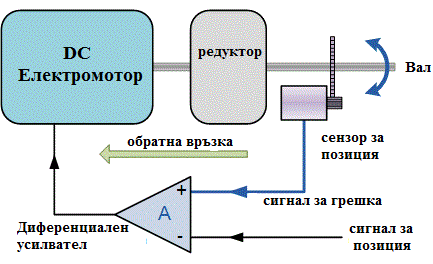 DC
Електромотор
редуктор
Вал
обратна връзка
сензор за
позиция
+
A
-
сигнал за грешка
Диференциален
усилвател
сигнал за
позиция